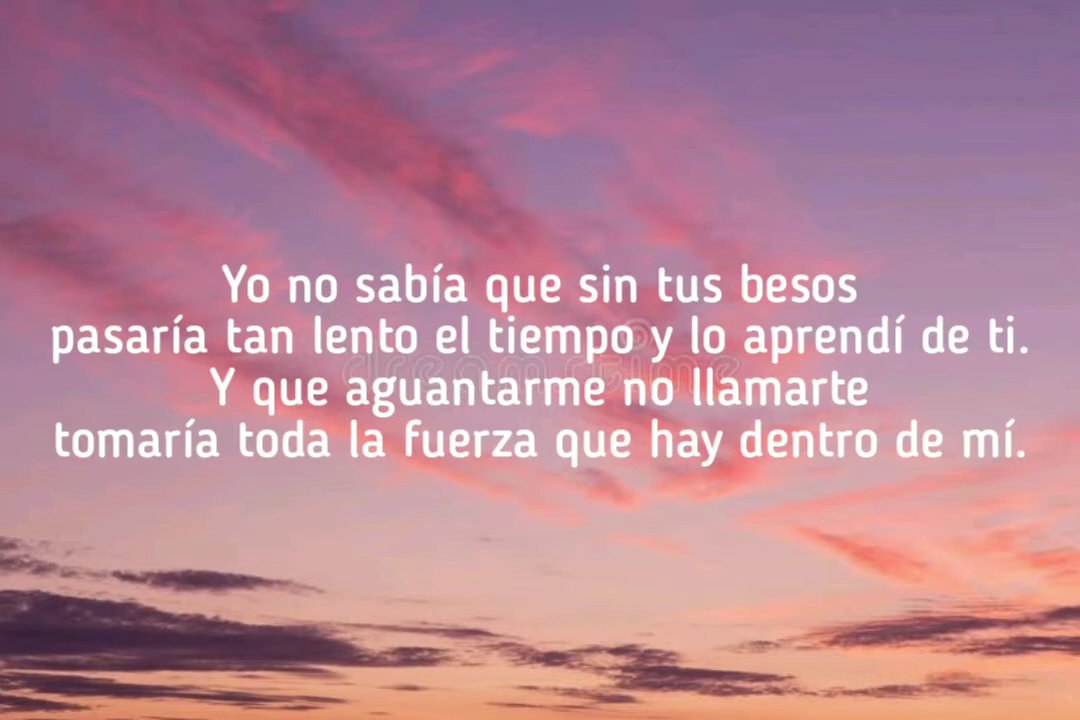 Yo no sabía que sin tus besos
pasaría tan lento el tiempo y lo aprendí de ti.
dreamstime
Y que aguantarme no llamarte
tomaría toda la fuerza que hay dentro de mí.